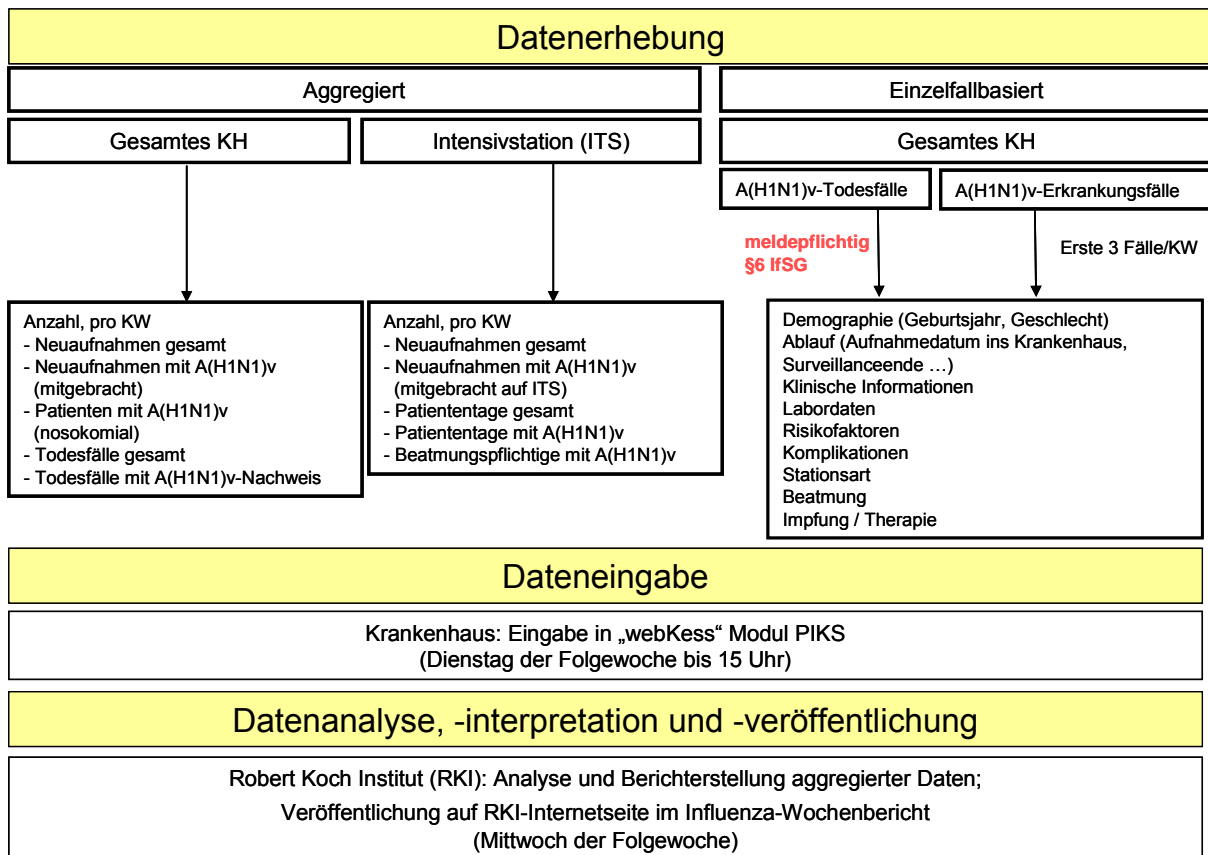 Datenerhebung
Aggregiert
Einzelfallbasiert
Gesamtes KH
Intensivstation (ITS)
Gesamtes KH
A(H1N1)v-Todesfälle
A(H1N1)v-Erkrankungsfälle
meldepflichtig
§6 IfSG
Erste 3 Fälle/KW
Anzahl, pro KW
- Neuaufnahmen gesamt
- Neuaufnahmen mit A(H1N1)v
(mitgebracht)
- Patienten mit A(H1N1)v
(nosokomial)
- Todesfälle gesamt
- Todesfälle mit A(H1N1)v-Nachweis
Anzahl, pro KW
- Neuaufnahmen gesamt
- Neuaufnahmen mit A(H1N1)v
(mitgebracht auf ITS)
- Patiententage gesamt
- Patiententage mit A(H1N1)v
- Beatmungspflichtige mit A(H1N1)v
Demographie (Geburtsjahr, Geschlecht)
Ablauf (Aufnahmedatum ins Krankenhaus,
Surveillanceende ...)
Klinische Informationen
Labordaten
Risikofaktoren
Komplikationen
Stationsart
Beatmung
Impfung / Therapie
Dateneingabe
Krankenhaus: Eingabe in „webKess“ Modul PIKS
(Dienstag der Folgewoche bis 15 Uhr)
Datenanalyse, -interpretation und -veröffentlichung
Robert Koch Institut (RKI): Analyse und Berichterstellung aggregierter Daten;
Veröffentlichung auf RKI-Internetseite im Influenza-Wochenbericht
(Mittwoch der Folgewoche)